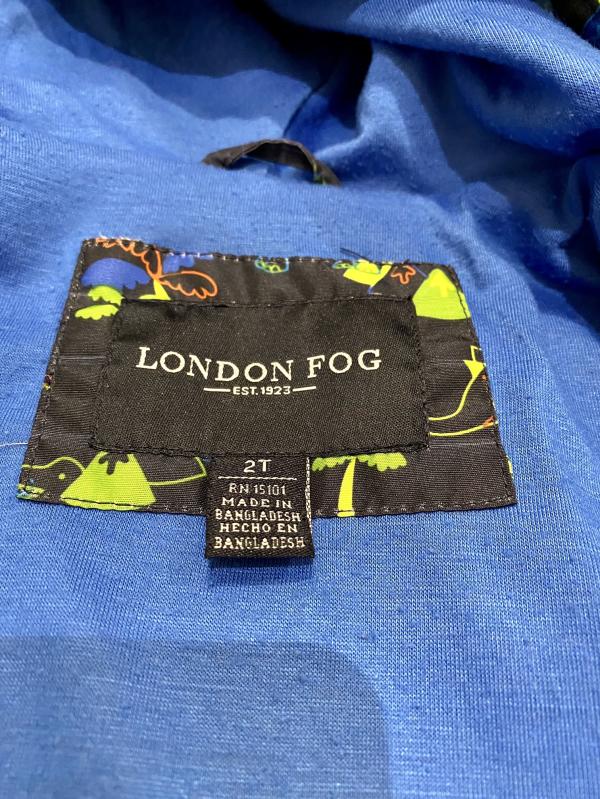 LONDON FOG
EST. 1923
2T
RN 15101
MADE IN
BANGLADESH
HECHO EN
BANGLADESH